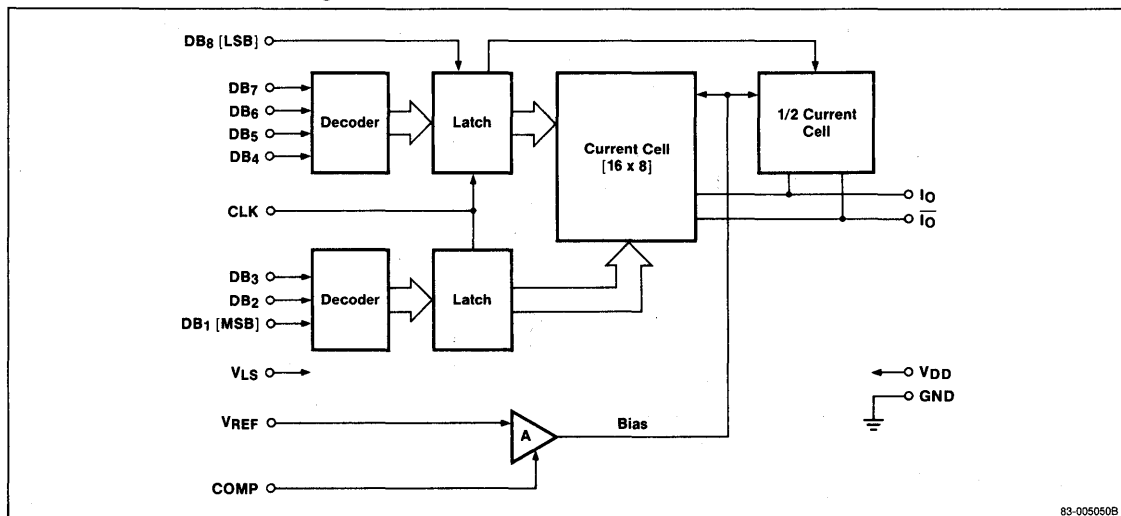 DB8 [LSB]
DB7
DB6
DB5
DB4
Decoder
Latch
Current Cell
[16 x 8]
1/2 Current
Cell
IO
I̅O̅
CLK
DB3
DB2
DB1 [MSB]
Decoder
Latch
VLS
VDD
GND
VREF
A
Bias
COMP
83-005050B